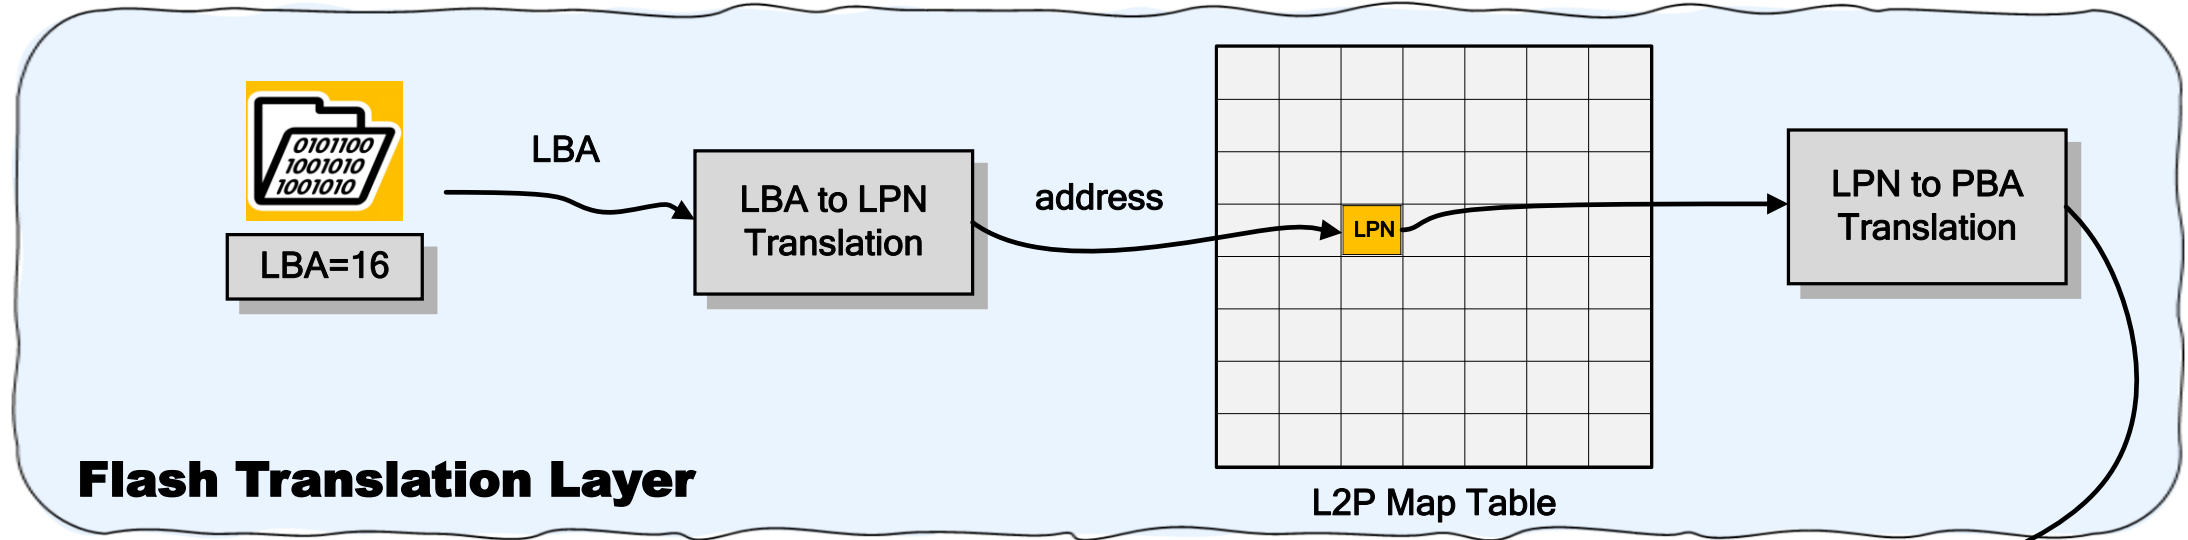 0101100
1001010
1001010
LBA=16
LBA
LBA to LPN
Translation
address
LPN
L2P Map Table
LPN to PBA
Translation
Flash Translation Layer